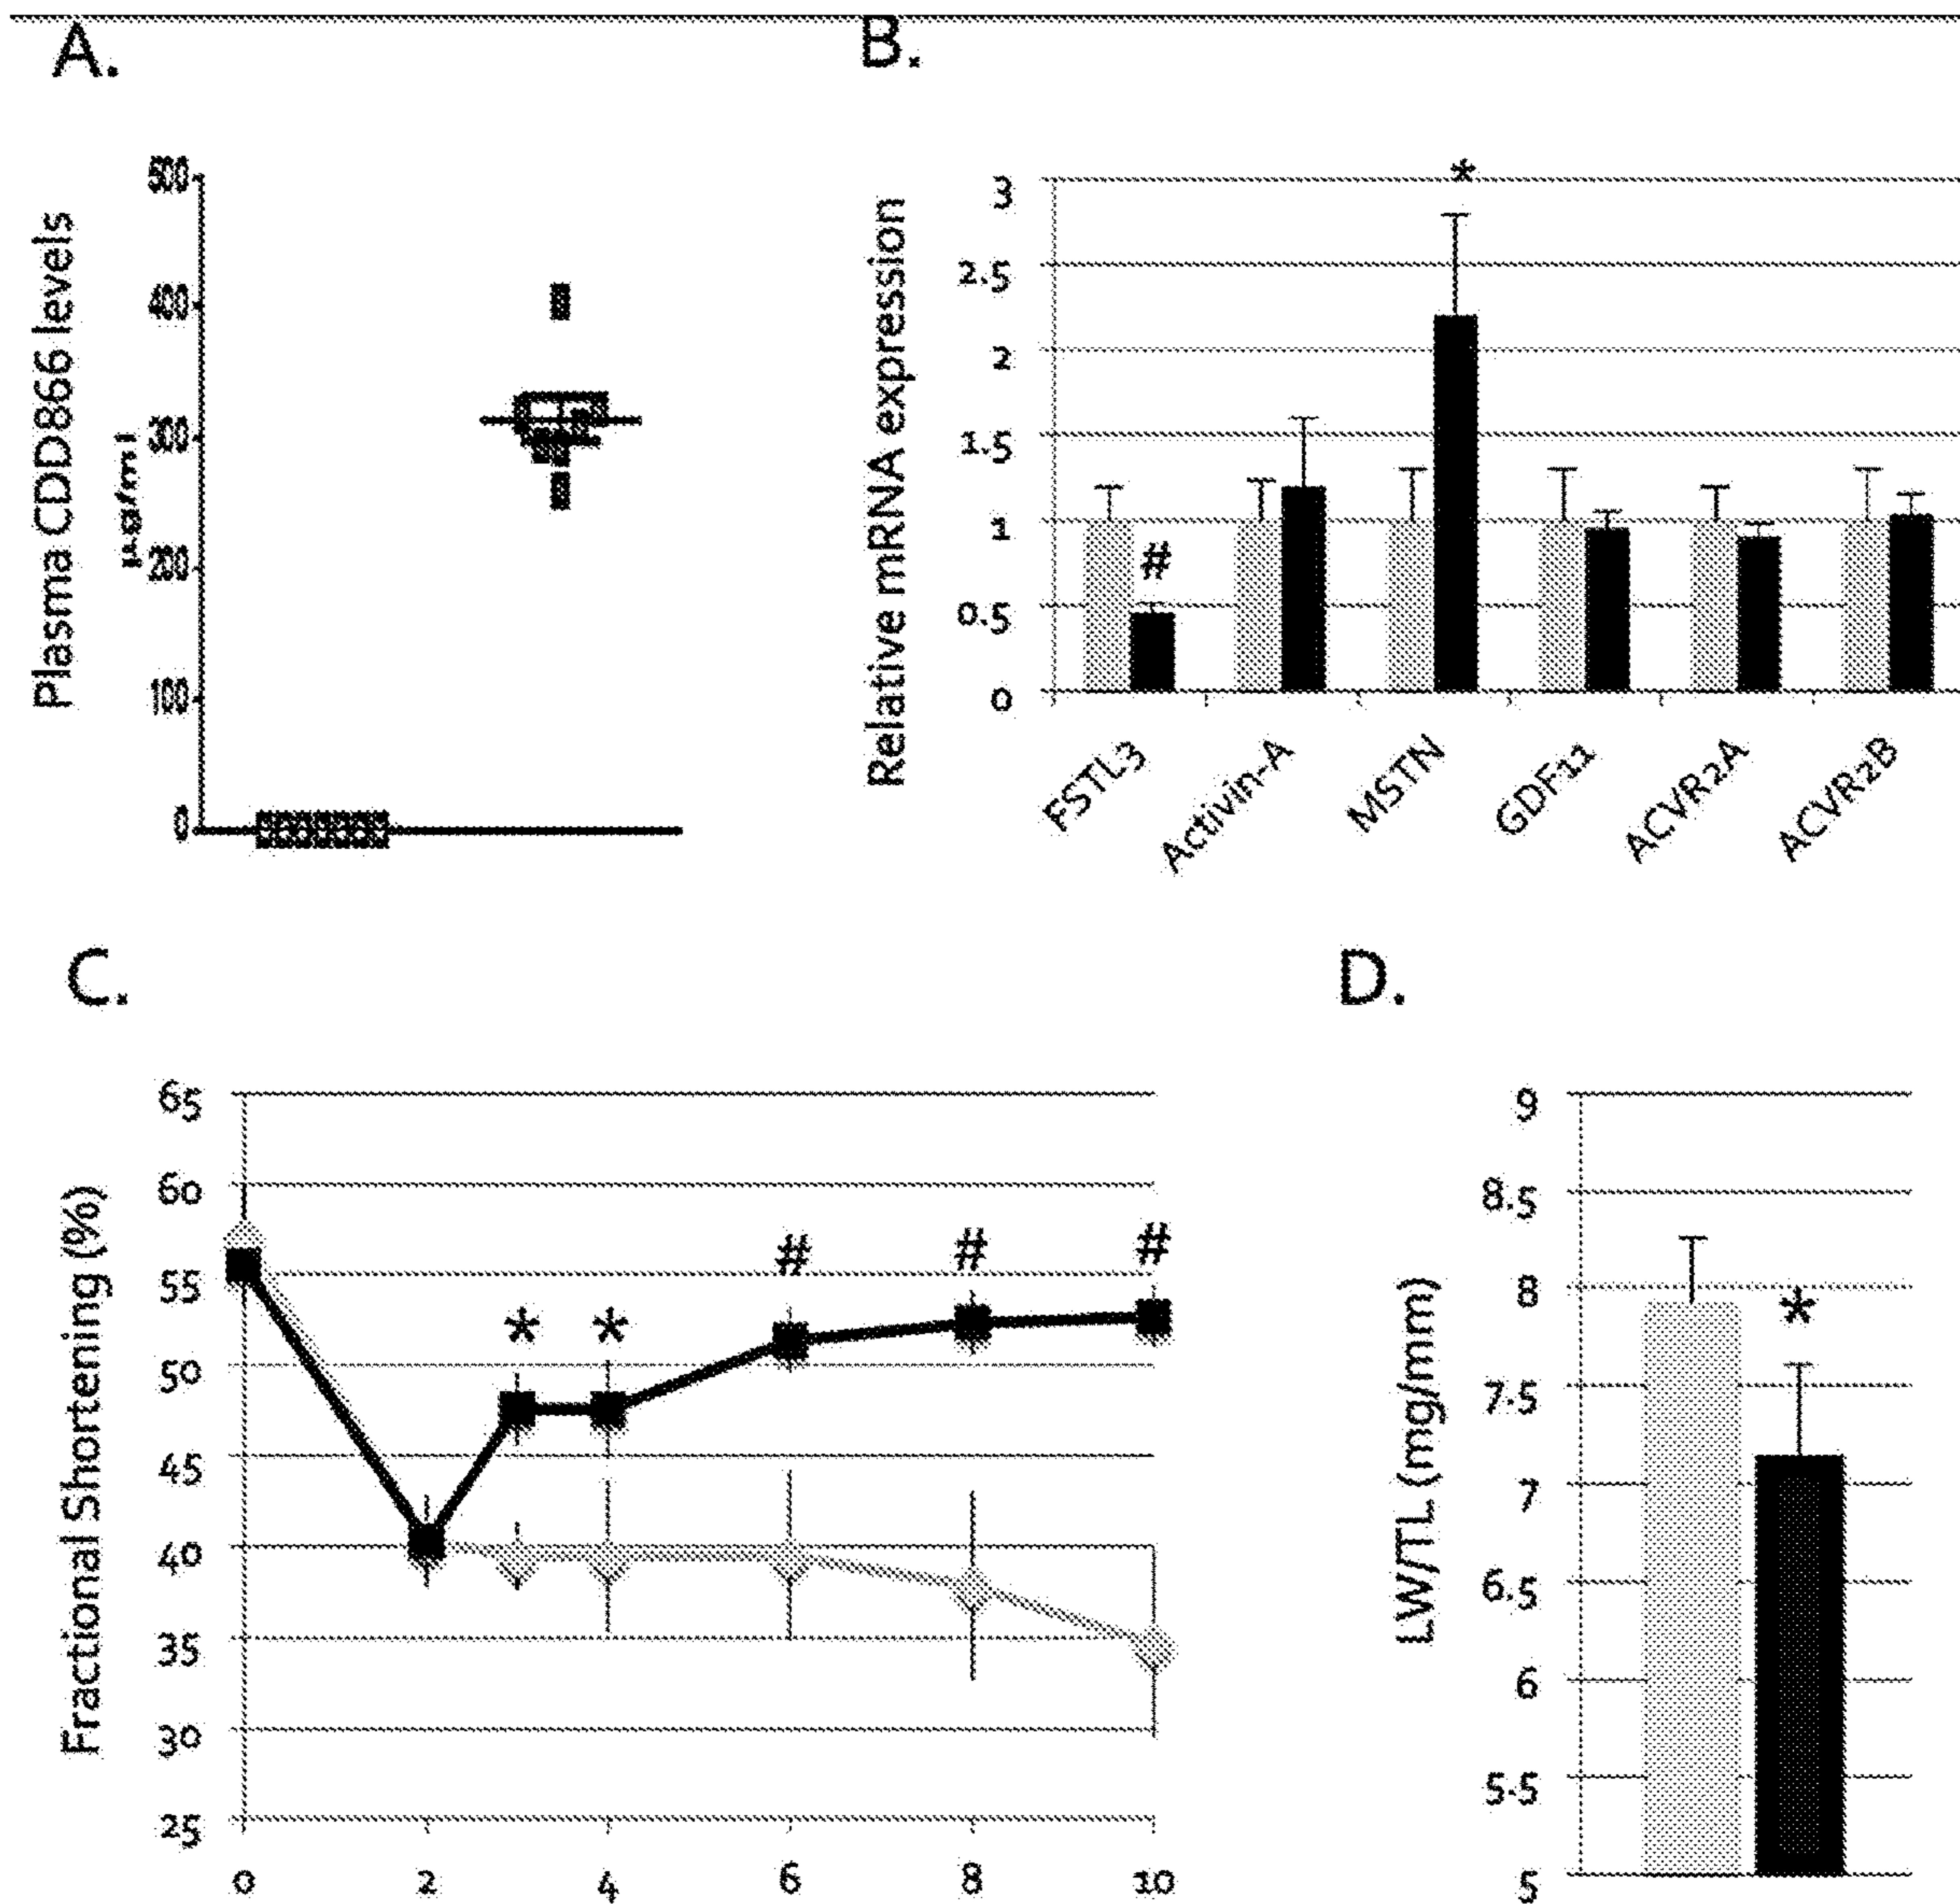 A.
Plasma CDD866 levels
µg/ml
500
400
300
200
100
0
B.
Relative mRNA expression
3
2.5
2
1.5
1
0.5
0
*
#
FSTL3
Activin-A
MSTN
GDF11
ACVR2A
ACVR2B
C.
Fractional Shortening (%)
65
60
55
50
45
40
35
30
25
* * # # #
0 2 4 6 8 10
D.
LW/TL (mg/mm)
9
8.5
8
7.5
7
6.5
6
5.5
5
*